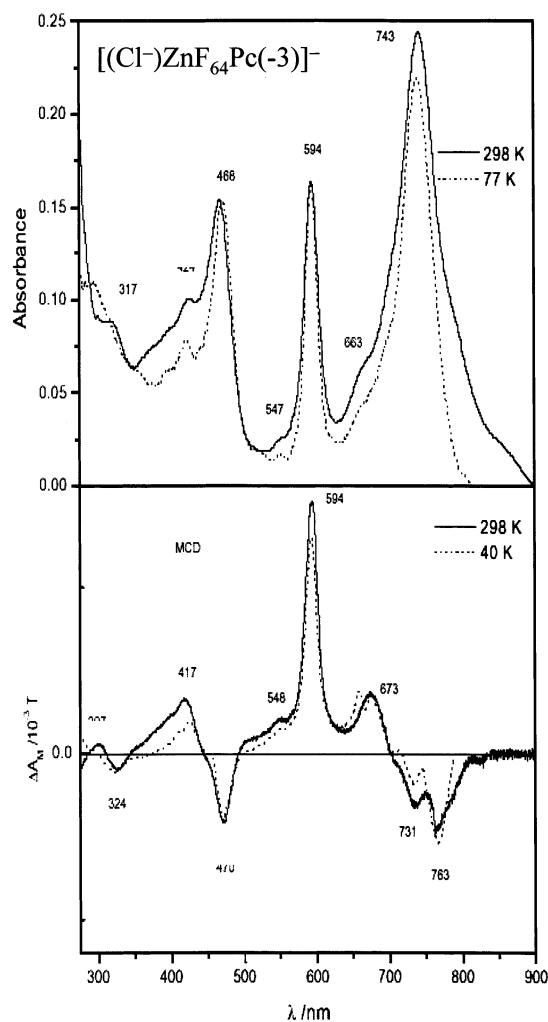 [(Cl⁻)ZnF₆₄Pc(-3)]⁻
743
298 K
77 K
594
468
317
663
547
0.25
0.20
0.15
0.10
0.05
0.00
Absorbance
594
298 K
40 K
MCD
417
548
673
324
731
470
763
0.0
ΔA_M /10⁻³ T
300 400 500 600 700 800 900
λ /nm